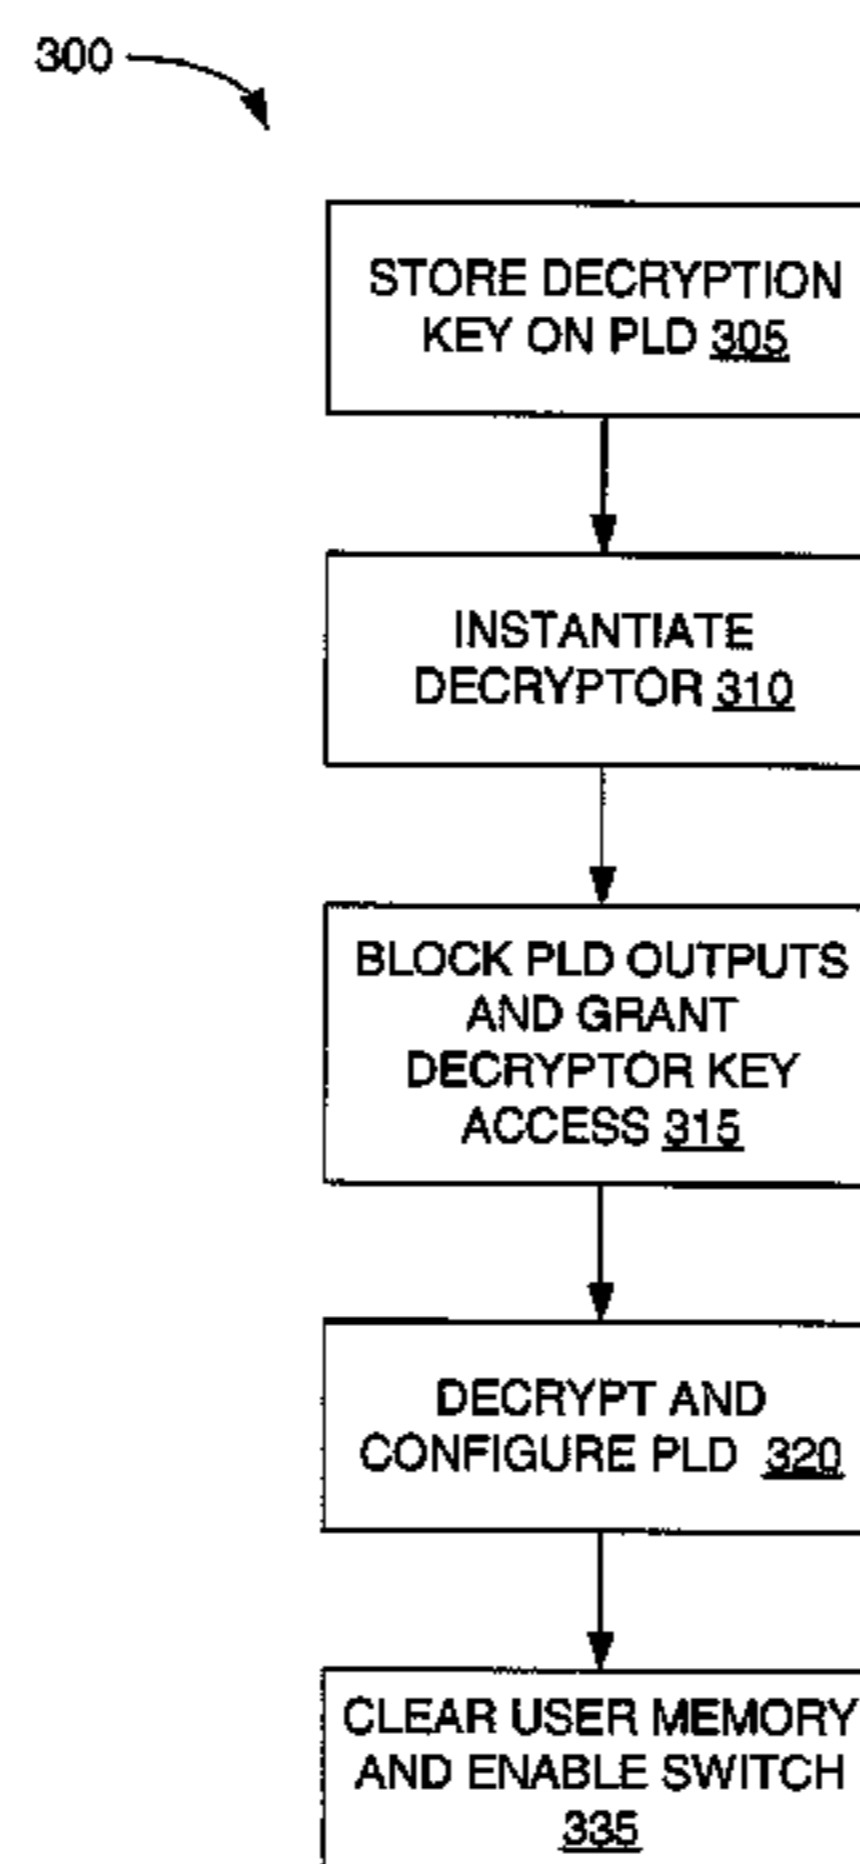 300
STORE DECRYPTION
KEY ON PLD 305
INSTANTIATE
DECRYPTOR 310
BLOCK PLD OUTPUTS
AND GRANT
DECRYPTOR KEY
ACCESS 315
DECRYPT AND
CONFIGURE PLD 320
CLEAR USER MEMORY
AND ENABLE SWITCH
335